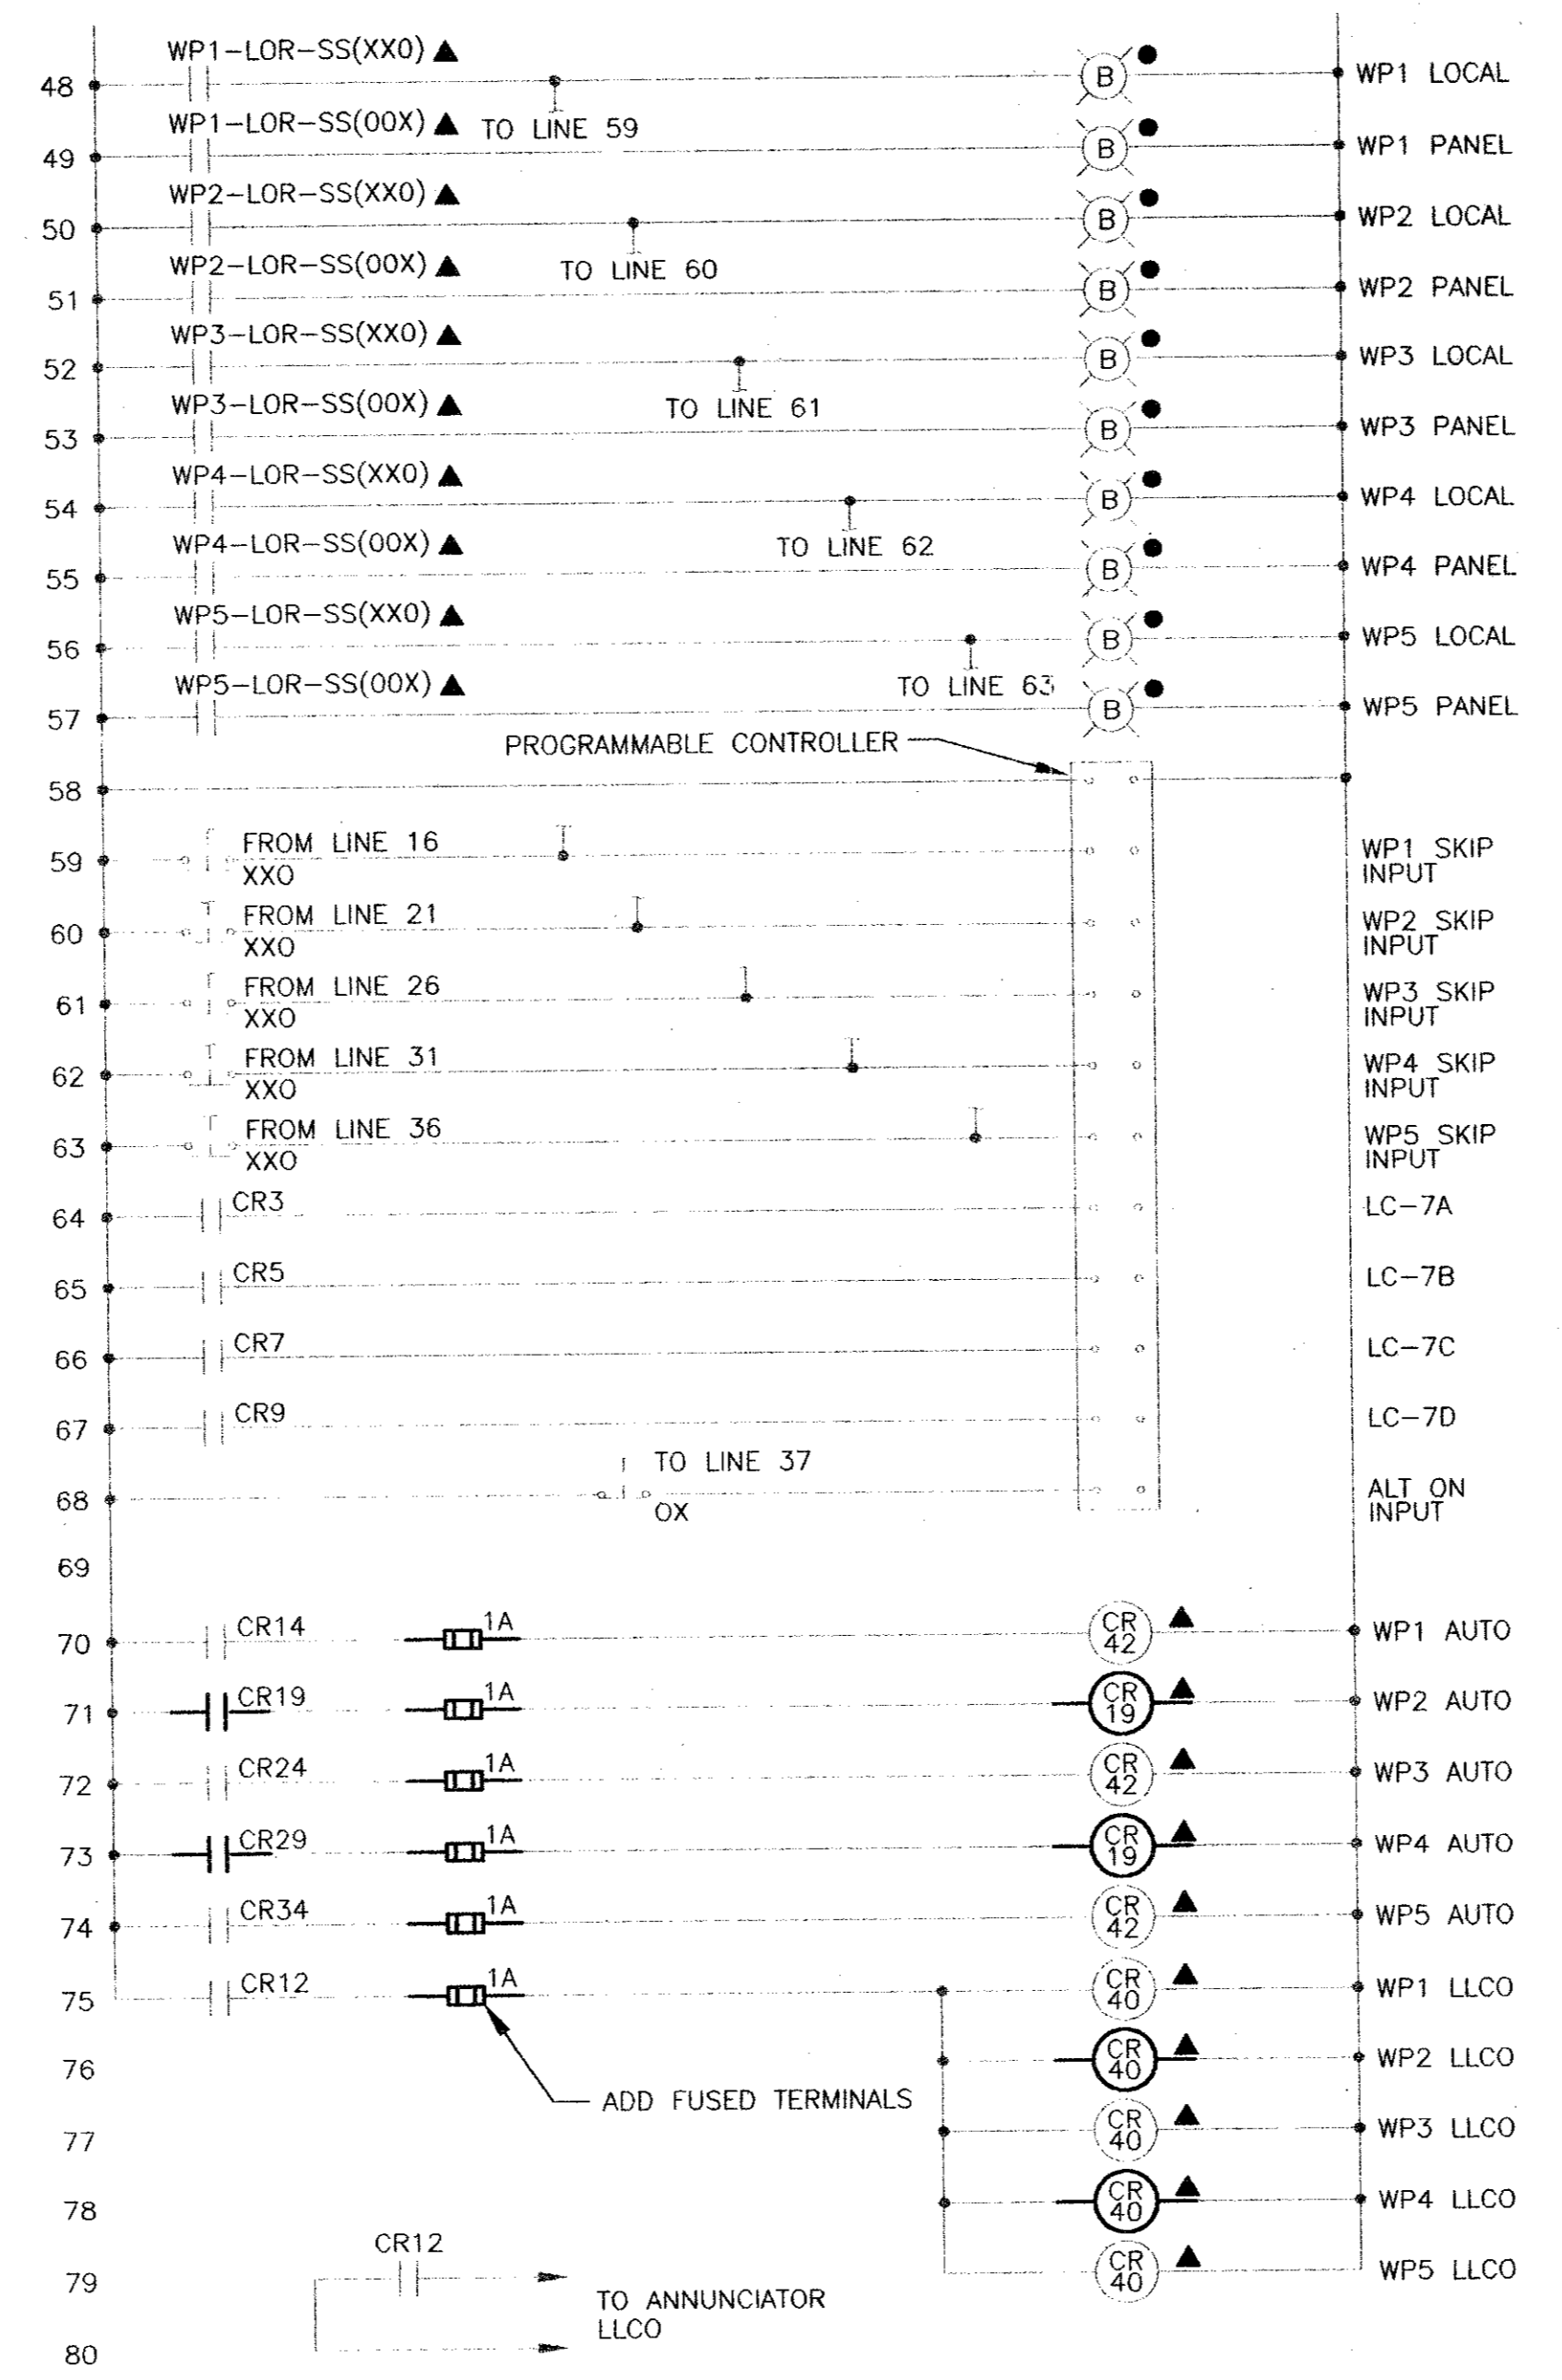 WP1-LOR-SS(XX0)
48
B
WP1 LOCAL
TO LINE 59
WP1-LOR-SS(00X)
49
B
WP1 PANEL
WP2-LOR-SS(XX0)
50
B
WP2 LOCAL
TO LINE 60
WP2-LOR-SS(00X)
51
B
WP2 PANEL
WP3-LOR-SS(XX0)
52
B
WP3 LOCAL
TO LINE 61
WP3-LOR-SS(00X)
53
B
WP3 PANEL
WP4-LOR-SS(XX0)
54
B
WP4 LOCAL
TO LINE 62
WP4-LOR-SS(00X)
55
B
WP4 PANEL
WP5-LOR-SS(XX0)
56
B
WP5 LOCAL
TO LINE 63
WP5-LOR-SS(00X)
57
B
WP5 PANEL
PROGRAMMABLE CONTROLLER
58
59
FROM LINE 16
XXO
WP1 SKIP
INPUT
60
FROM LINE 21
XXO
WP2 SKIP
INPUT
61
FROM LINE 26
XXO
WP3 SKIP
INPUT
62
FROM LINE 31
XXO
WP4 SKIP
INPUT
63
FROM LINE 36
XXO
WP5 SKIP
INPUT
64
CR3
LC-7A
65
CR5
LC-7B
66
CR7
LC-7C
67
CR9
LC-7D
TO LINE 37
68
OX
ALT ON
INPUT
69
70
CR14
1A
CR
42
WP1 AUTO
71
CR19
1A
CR
19
WP2 AUTO
72
CR24
1A
CR
42
WP3 AUTO
73
CR29
1A
CR
19
WP4 AUTO
74
CR34
1A
CR
42
WP5 AUTO
75
CR12
1A
CR
40
WP1 LLCO
76
CR
40
WP2 LLCO
ADD FUSED TERMINALS
77
CR
40
WP3 LLCO
78
CR
40
WP4 LLCO
CR12
79
CR
40
WP5 LLCO
TO ANNUNCIATOR
LLCO
80